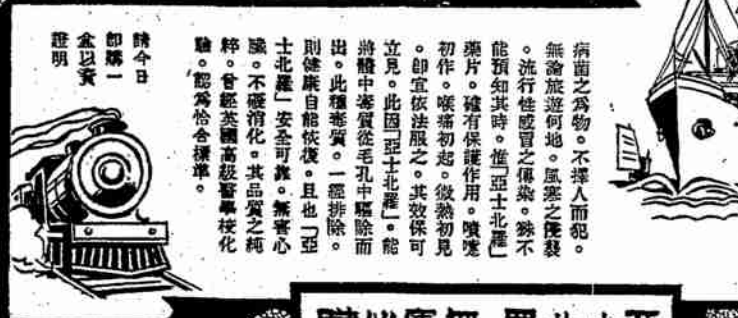 病菌之爲物。不擇人而犯。
無論旅遊何地。風寒之侵襲
。流行性感冒之傳染。殊不
能預知其時。惟「亞士北羅」
藥片。確有保護作用。噴嚏
初作。喉痛初起。微熱初見
。卽宜依法服之。其效保可
立見。此因「亞士北羅」。能
將體中毒質從毛孔中驅除而
出。此種毒質。一經排除。
則健康自能恢復。且也「亞
士北羅」安全可靠。無害心
臟。不礙消化。其品質之純
粹。曾經英國高級醫學校化
驗。認爲恰合標準。
請今日
卽購一
盒以資
證明